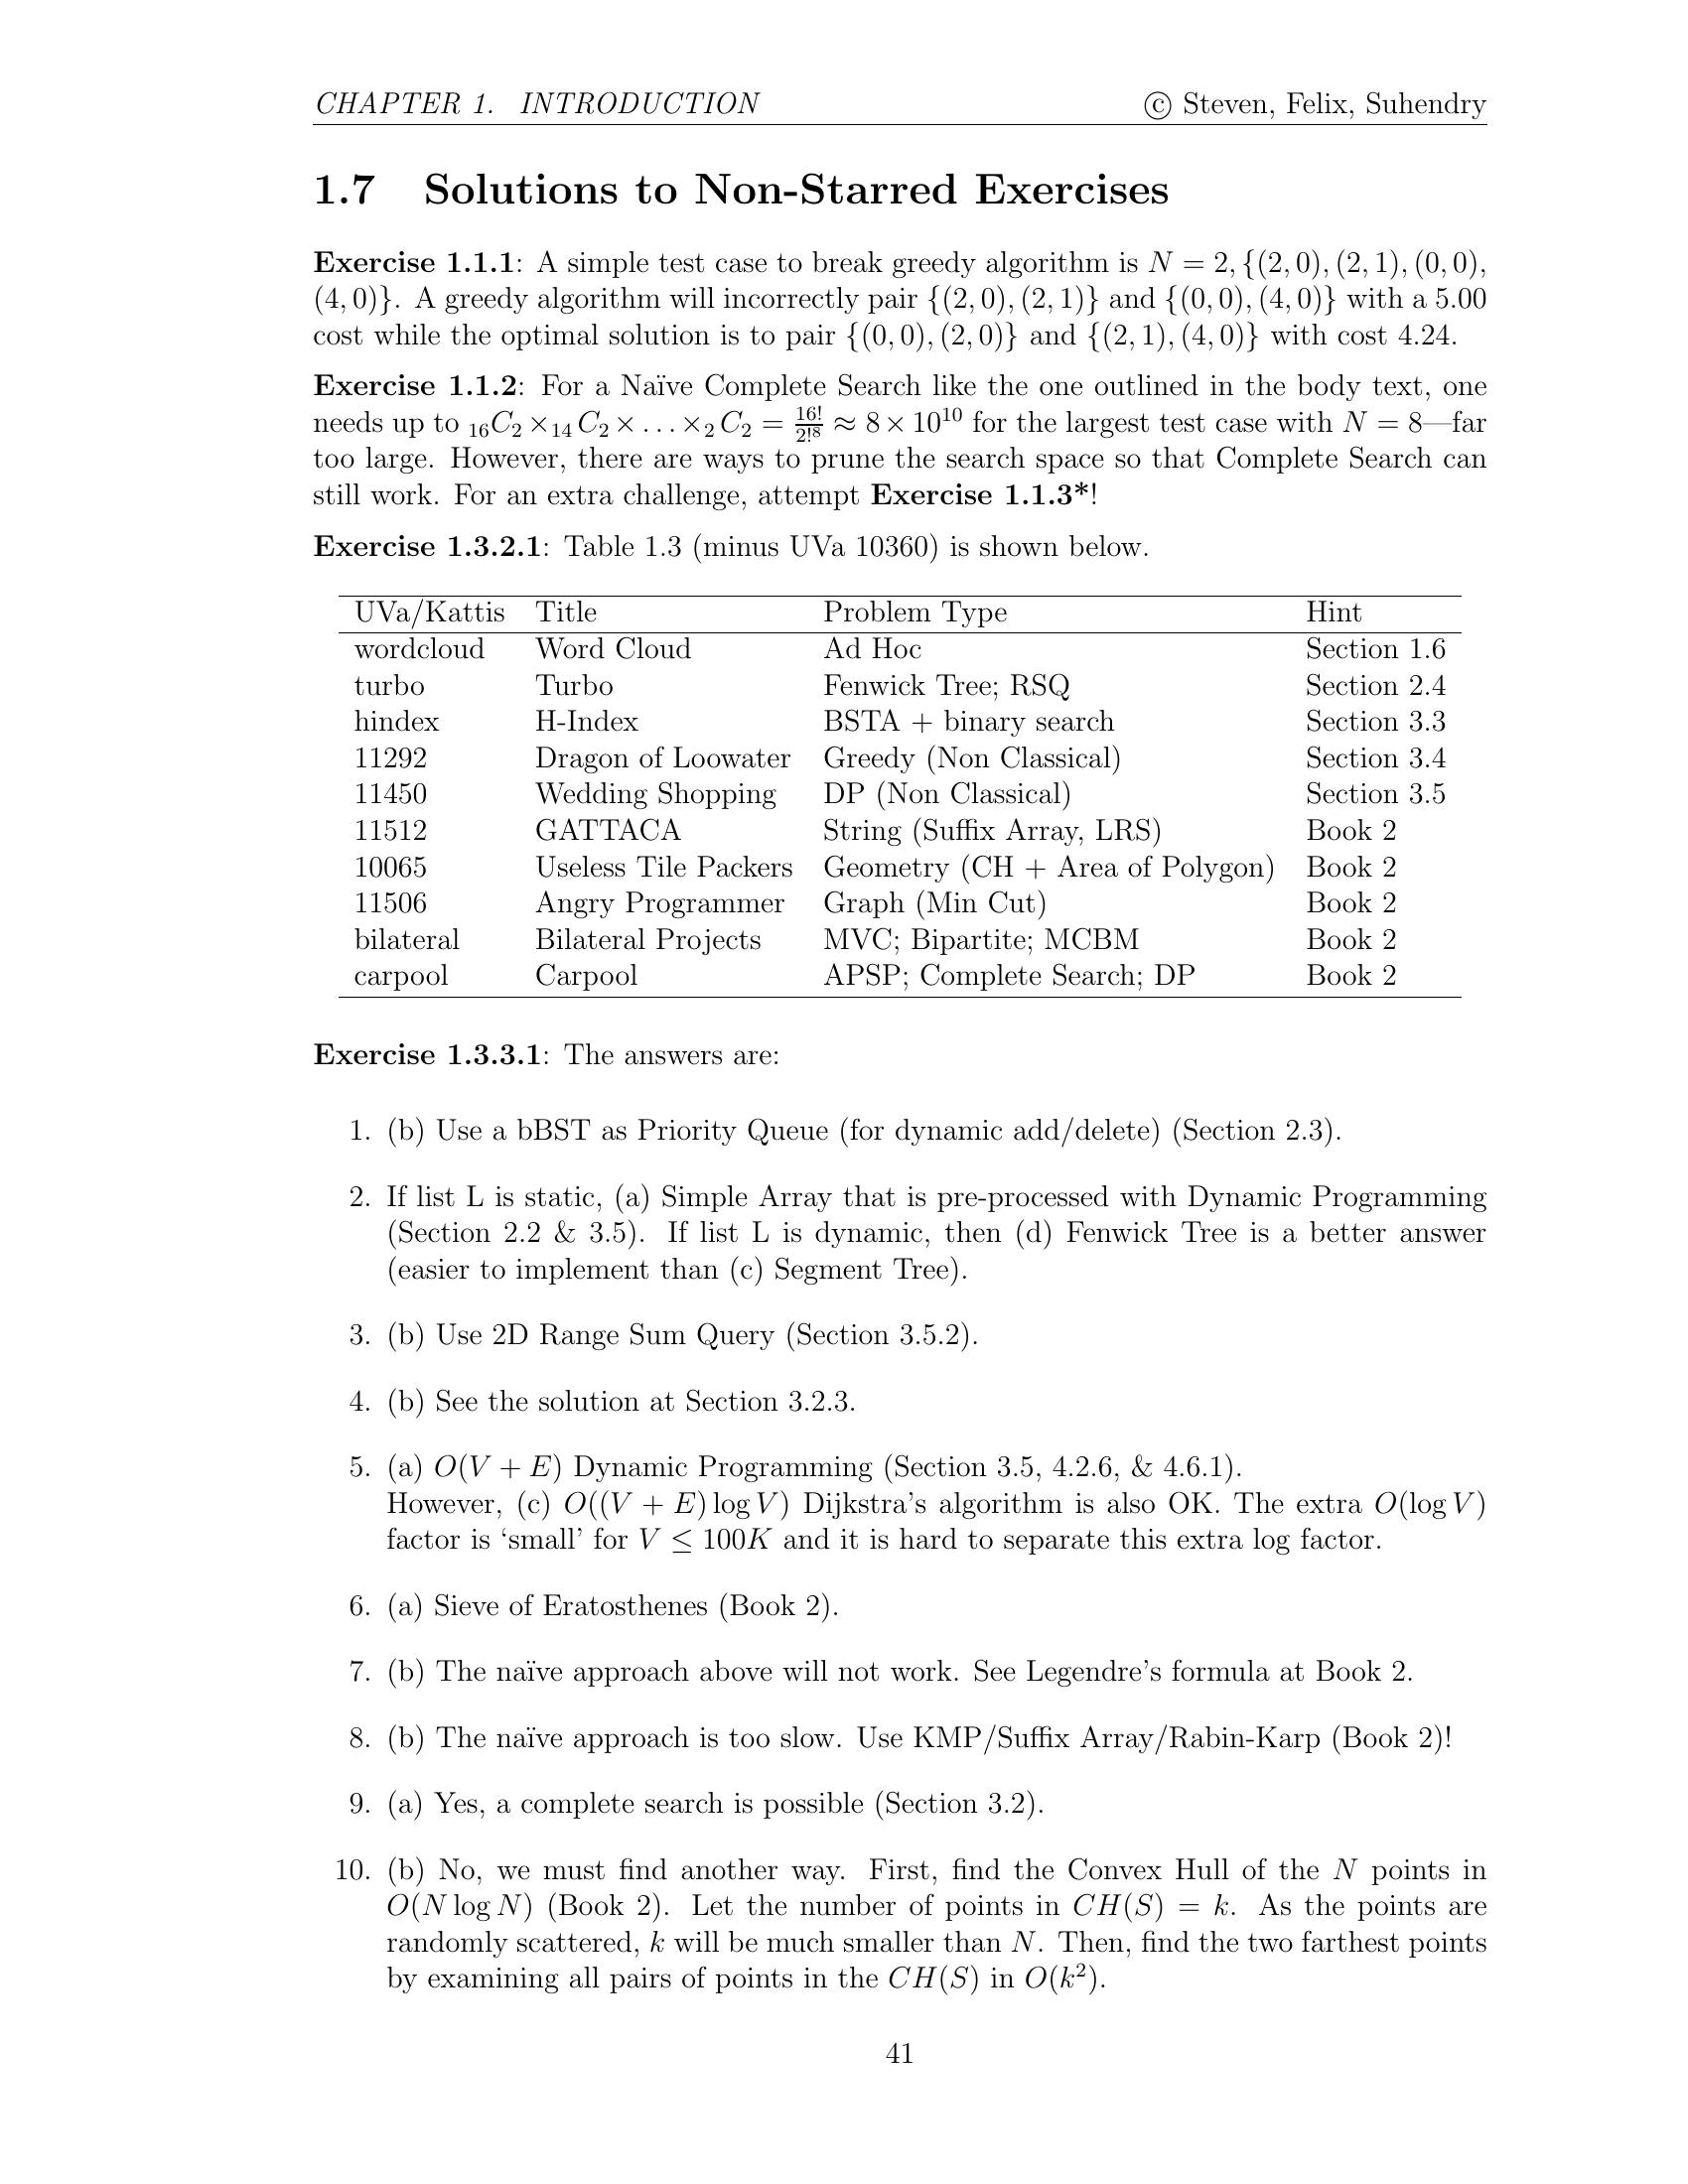 CHAPTER 1. INTRODUCTION © Steven, Felix, Suhendry
1.7 Solutions to Non-Starred Exercises
Exercise 1.1.1: A simple test case to break greedy algorithm is N = 2, {(2, 0), (2, 1), (0, 0),
(4, 0)}. A greedy algorithm will incorrectly pair {(2, 0), (2, 1)} and {(0, 0), (4, 0)} with a 5.00
cost while the optimal solution is to pair {(0, 0), (2, 0)} and {(2, 1), (4, 0)} with cost 4.24.
Exercise 1.1.2: For a Naïve Complete Search like the one outlined in the body text, one
needs up to ₁₆C₂ ×₁₄ C₂ × . . . ×₂ C₂ = 16!/2!⁸ ≈ 8 × 10¹⁰ for the largest test case with N = 8—far
too large. However, there are ways to prune the search space so that Complete Search can
still work. For an extra challenge, attempt Exercise 1.1.3*!
Exercise 1.3.2.1: Table 1.3 (minus UVa 10360) is shown below.
UVa/Kattis Title Problem Type Hint
wordcloud Word Cloud Ad Hoc Section 1.6
turbo Turbo Fenwick Tree; RSQ Section 2.4
hindex H-Index BSTA + binary search Section 3.3
11292 Dragon of Loowater Greedy (Non Classical) Section 3.4
11450 Wedding Shopping DP (Non Classical) Section 3.5
11512 GATTACA String (Suffix Array, LRS) Book 2
10065 Useless Tile Packers Geometry (CH + Area of Polygon) Book 2
11506 Angry Programmer Graph (Min Cut) Book 2
bilateral Bilateral Projects MVC; Bipartite; MCBM Book 2
carpool Carpool APSP; Complete Search; DP Book 2
Exercise 1.3.3.1: The answers are:
1. (b) Use a bBST as Priority Queue (for dynamic add/delete) (Section 2.3).
2. If list L is static, (a) Simple Array that is pre-processed with Dynamic Programming
(Section 2.2 & 3.5). If list L is dynamic, then (d) Fenwick Tree is a better answer
(easier to implement than (c) Segment Tree).
3. (b) Use 2D Range Sum Query (Section 3.5.2).
4. (b) See the solution at Section 3.2.3.
5. (a) O(V + E) Dynamic Programming (Section 3.5, 4.2.6, & 4.6.1).
However, (c) O((V + E) log V) Dijkstra's algorithm is also OK. The extra O(log V)
factor is ‘small’ for V ≤ 100K and it is hard to separate this extra log factor.
6. (a) Sieve of Eratosthenes (Book 2).
7. (b) The naïve approach above will not work. See Legendre's formula at Book 2.
8. (b) The naïve approach is too slow. Use KMP/Suffix Array/Rabin-Karp (Book 2)!
9. (a) Yes, a complete search is possible (Section 3.2).
10. (b) No, we must find another way. First, find the Convex Hull of the N points in
O(N log N) (Book 2). Let the number of points in CH(S) = k. As the points are
randomly scattered, k will be much smaller than N. Then, find the two farthest points
by examining all pairs of points in the CH(S) in O(k²).
41